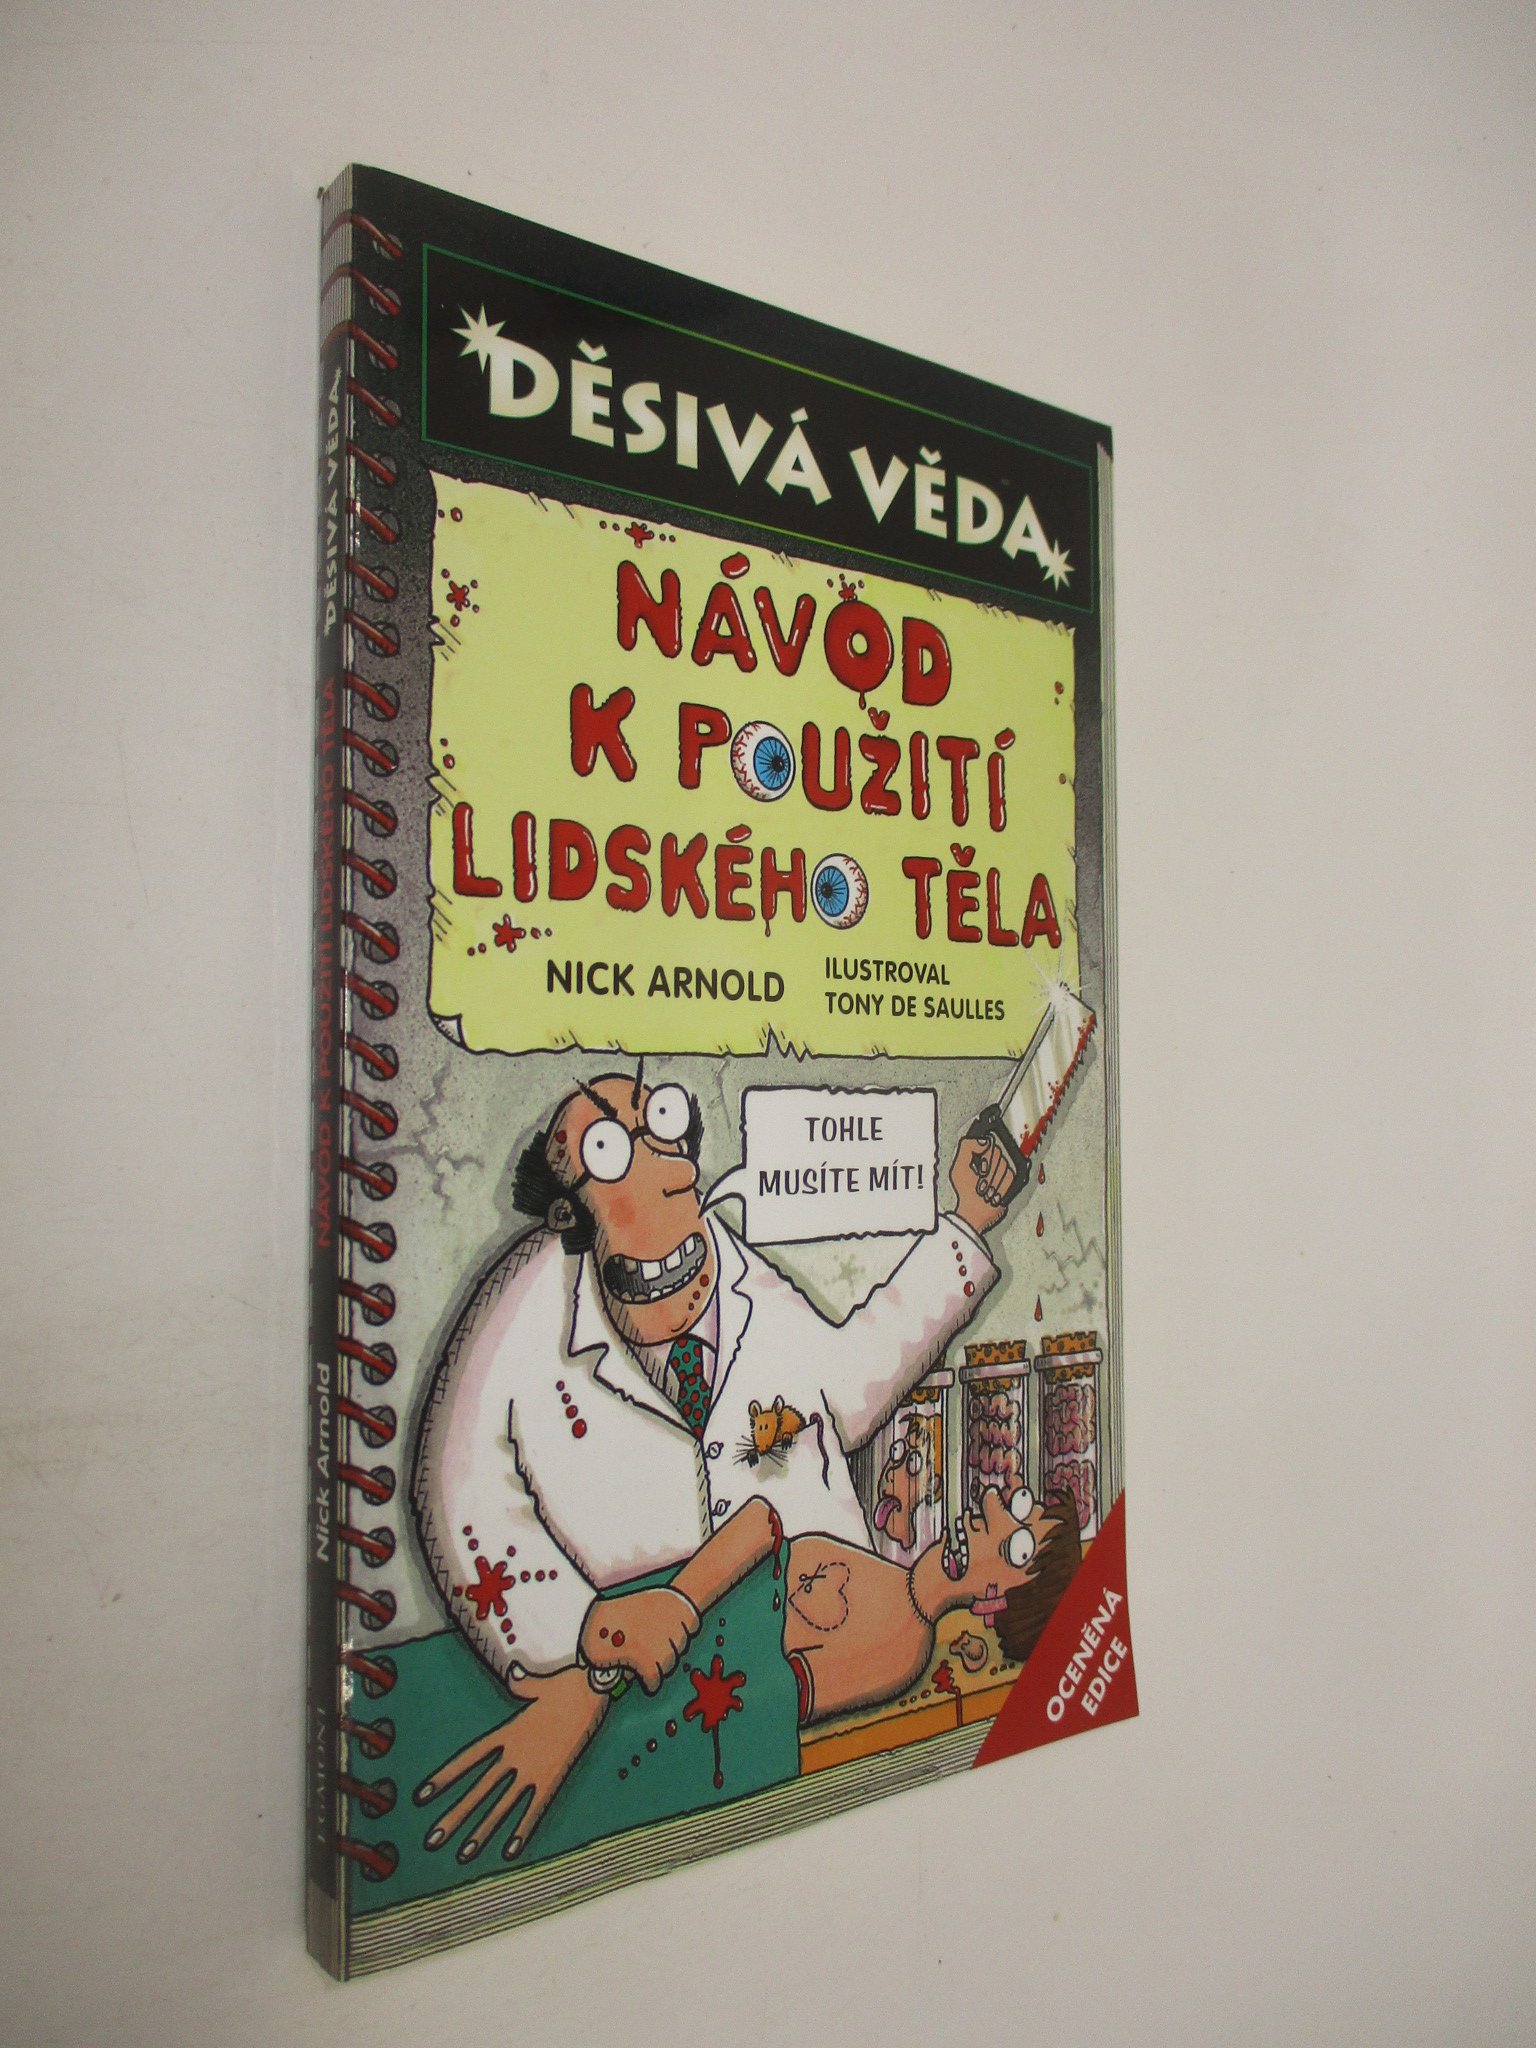 DĚSIVÁ VĚDA
NÁVOD
K POUŽITÍ
LIDSKÉHO TĚLA
NICK ARNOLD
ILUSTROVAL
TONY DE SAULLES
TOHLE
MUSÍTE MÍT!
OCENĚNÁ
EDICE
DĚSIVÁ VĚDA
NÁVOD K POUŽITÍ LIDSKÉHO TĚLA
Nick Arnold
EGMONT